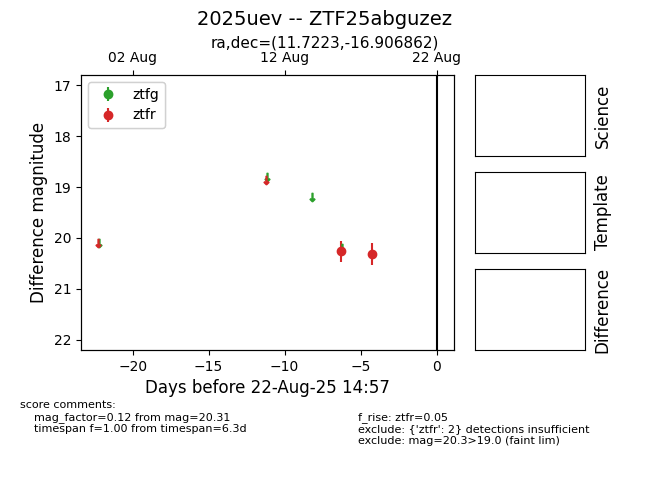 2025uev -- ZTF25abguzez
ra,dec=(11.7223,-16.906862)
02 Aug
12 Aug
22 Aug
ztfg
ztfr
17
18
19
20
21
22
Difference magnitude
−20
−15
−10
−5
0
Days before 22-Aug-25 14:57
Science
Template
Difference
score comments:
mag_factor=0.12 from mag=20.31
timespan f=1.00 from timespan=6.3d
f_rise: ztfr=0.05
exclude: {'ztfr': 2} detections insufficient
exclude: mag=20.3>19.0 (faint lim)